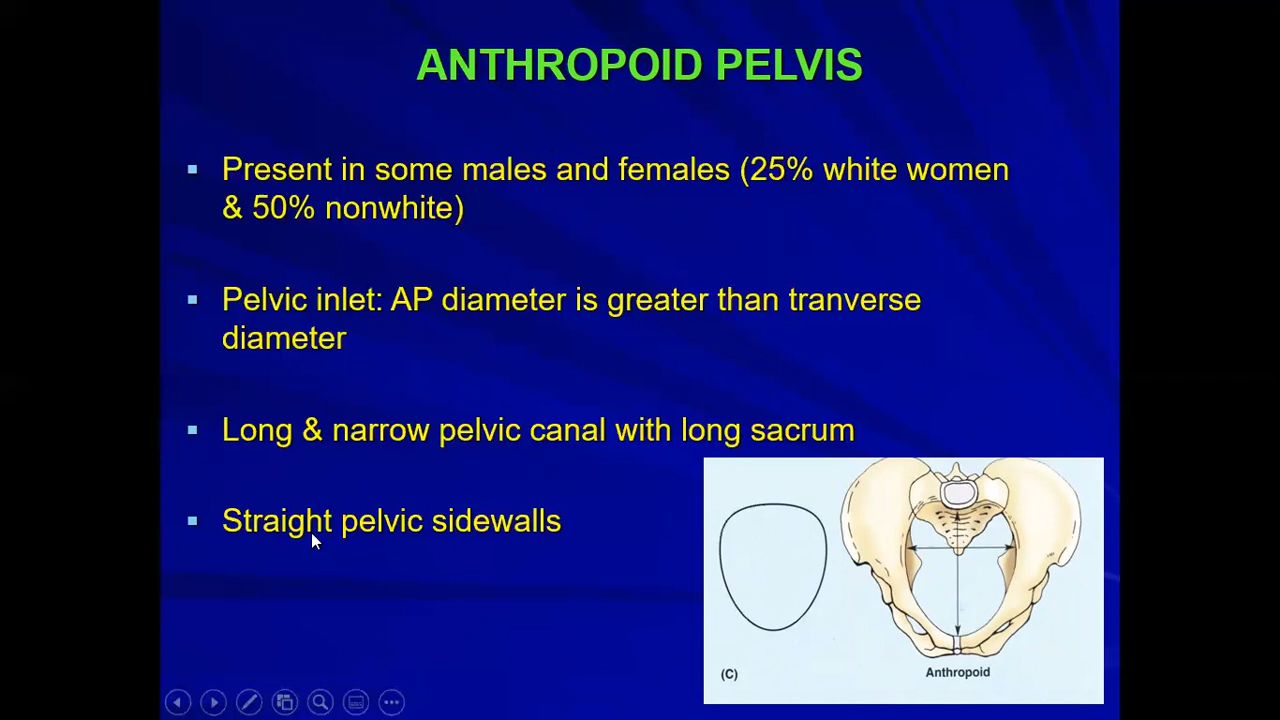 ANTHROPOID PELVIS
▪ Present in some males and females (25% white women
& 50% nonwhite)
▪ Pelvic inlet: AP diameter is greater than tranverse
diameter
▪ Long & narrow pelvic canal with long sacrum
▪ Straight pelvic sidewalls
(C)
Anthropoid